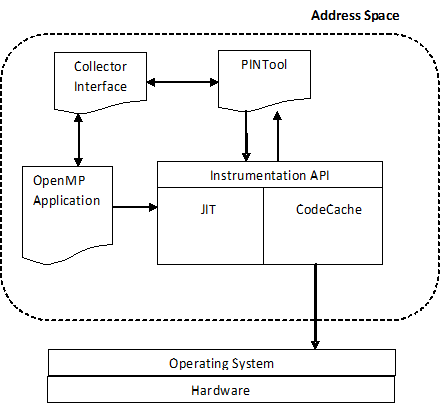 Address Space
Collector
Interface
PINTool
OpenMP
Application
Instrumentation API
JIT
CodeCache
Operating System
Hardware